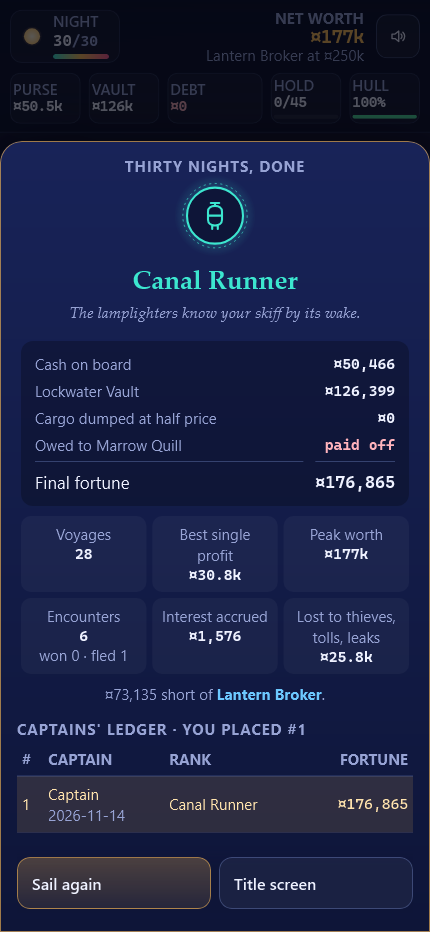 NIGHT
30/30
NET WORTH
¤177k
Lantern Broker at ¤250k
PURSE
¤50.5k
VAULT
¤126k
DEBT
¤0
HOLD
0/45
HULL
100%
THIRTY NIGHTS, DONE
Canal Runner
The lamplighters know your skiff by its wake.
Cash on board ¤50,466
Lockwater Vault ¤126,399
Cargo dumped at half price ¤0
Owed to Marrow Quill paid off
Final fortune ¤176,865
Voyages
28
Best single
profit
¤30.8k
Peak worth
¤177k
Encounters
6
won 0 · fled 1
Interest accrued
¤1,576
Lost to thieves,
tolls, leaks
¤25.8k
¤73,135 short of Lantern Broker.
CAPTAINS' LEDGER · YOU PLACED #1
# CAPTAIN RANK FORTUNE
1 Captain Canal Runner ¤176,865
2026-11-14
Sail again
Title screen